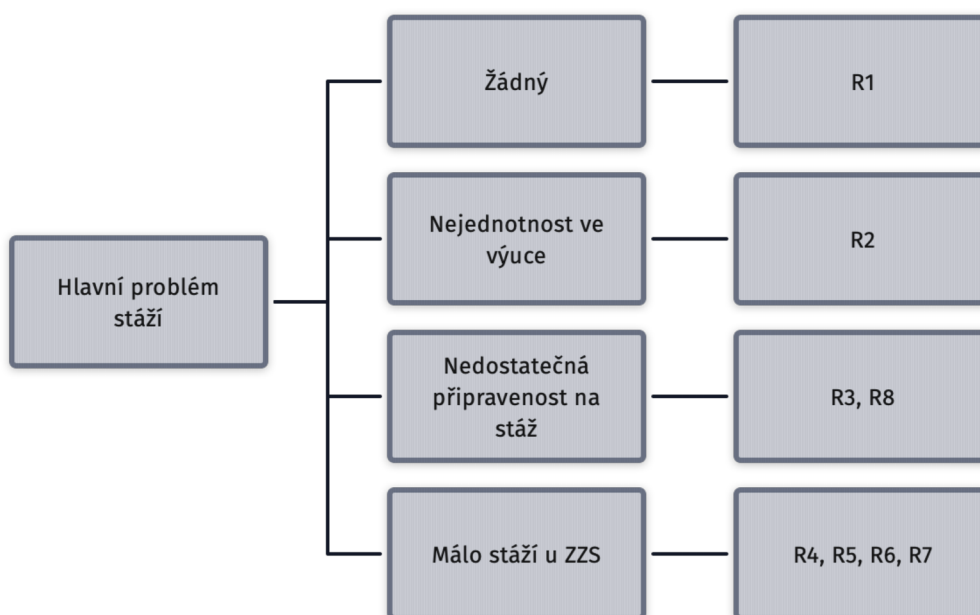 Žádný
R1
Nejednotnost ve
výuce
R2
Hlavní problém
stáží
Nedostatečná
připravenost na
stáž
R3, R8
Málo stáží u ZZS
R4, R5, R6, R7